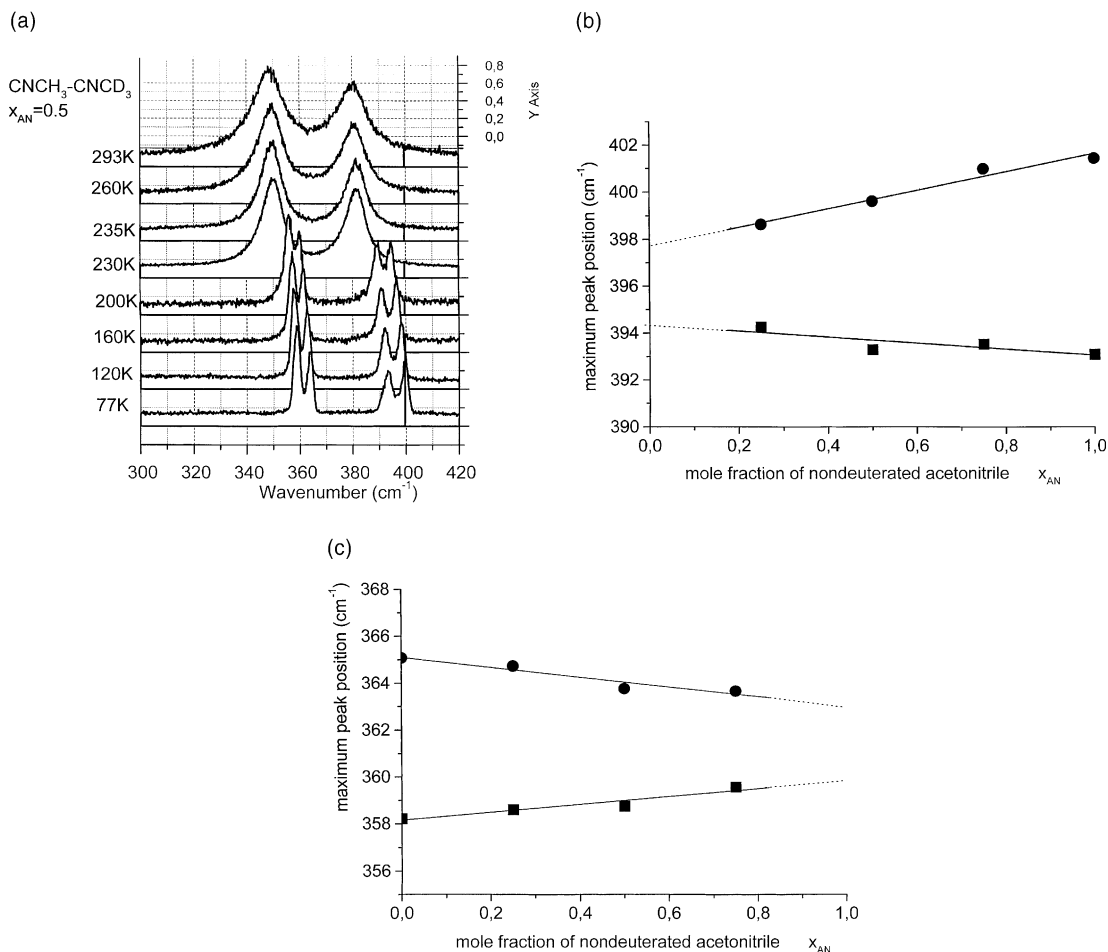 (a)
CNCH₃-CNCD₃
x_AN=0.5
293K
260K
235K
230K
200K
160K
120K
77K
0,8
0,6
0,4
0,2
0,0
Y Axis
300 320 340 360 380 400 420
Wavenumber (cm⁻¹)
(b)
402
400
398
396
394
392
390
maximum peak position (cm⁻¹)
0,0 0,2 0,4 0,6 0,8 1,0
mole fraction of nondeuterated acetonitrile x_AN
(c)
368
366
364
362
360
358
356
maximum peak position (cm⁻¹)
0,0 0,2 0,4 0,6 0,8 1,0
mole fraction of nondeuterated acetonitrile x_AN